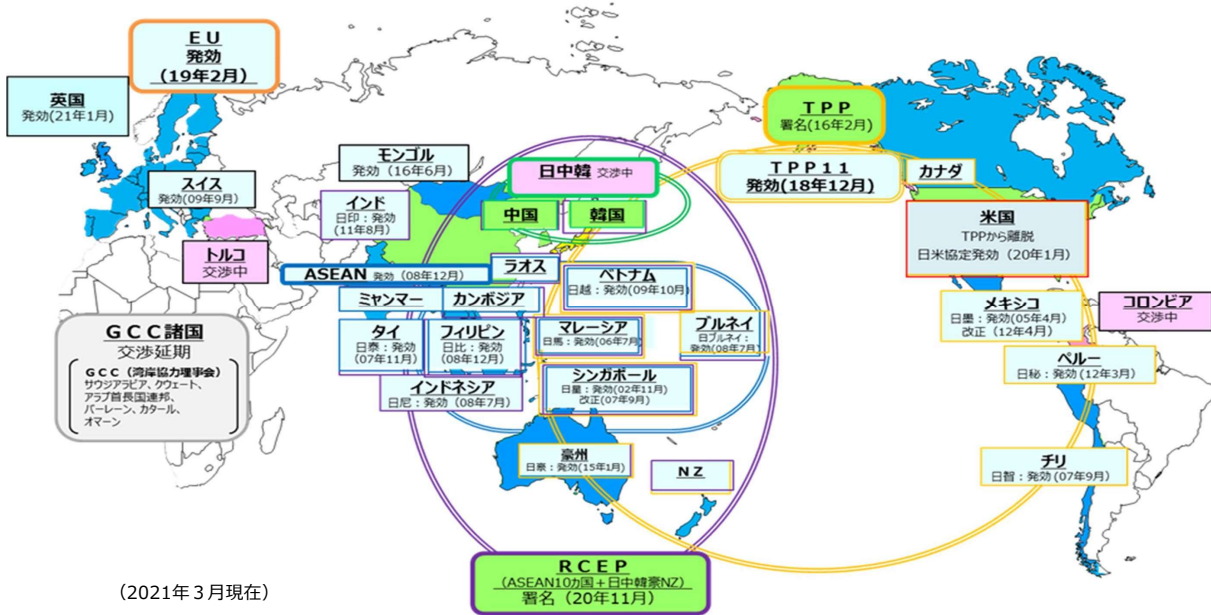 ＥＵ
発効
（19年2月）
英国
発効(21年1月)
スイス
発効(09年9月)
トルコ
交渉中
ＧＣＣ諸国
交渉延期
ＧＣＣ（湾岸協力理事会）
サウジアラビア、クウェート、
アラブ首長国連邦、
バーレーン、カタール、
オマーン
モンゴル
発効（16年6月）
インド
日印：発効
(11年8月)
日中韓 交渉中
中国
韓国
ASEAN 発効（08年12月）
ラオス
ミャンマー
カンボジア
ベトナム
日越：発効(09年10月)
タイ
日泰：発効
(07年11月)
フィリピン
日比：発効
(08年12月)
マレーシア
日馬：発効(06年7月)
ブルネイ
日ブルネイ：
発効(08年7月)
インドネシア
日尼：発効（08年7月）
シンガポール
日星：発効(02年11月)
改正(07年9月)
豪州
日豪：発効(15年1月)
ＮＺ
ＲＣＥＰ
（ASEAN10カ国＋日中韓豪NZ）
署名（20年11月）
ＴＰＰ
署名(16年2月)
ＴＰＰ１１
発効(18年12月)
カナダ
米国
TPPから離脱
日米協定発効（20年1月）
メキシコ
日墨：発効(05年4月)
改正（12年4月）
コロンビア
交渉中
ペルー
日秘：発効（12年3月）
チリ
日智：発効(07年9月)
（2021年３月現在）